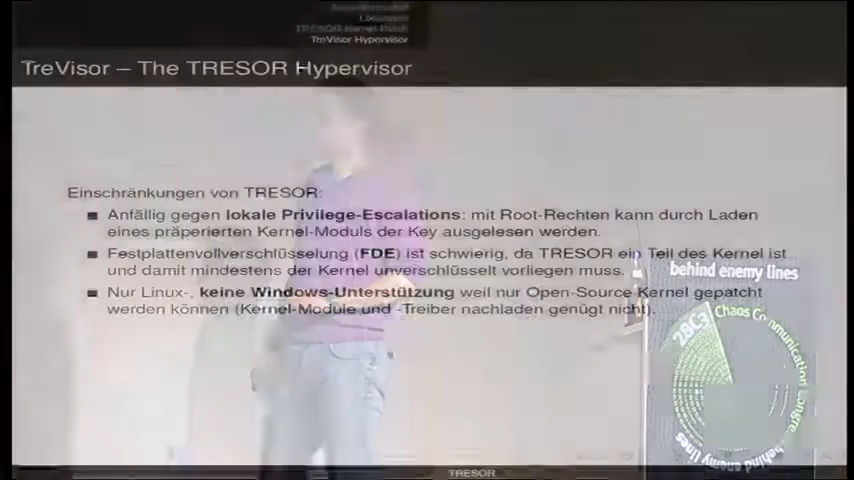 TRESOR Kernel-Patch
TreVisor Hypervisor
TreVisor – The TRESOR Hypervisor
Einschränkungen von TRESOR:
Anfällig gegen lokale Privilege-Escalations: mit Root-Rechten kann durch Laden
eines präperierten Kernel-Moduls der Key ausgelesen werden.
Festplattenvollverschlüsselung (FDE) ist schwierig, da TRESOR ein Teil des Kernel ist
und damit mindestens der Kernel unverschlüsselt vorliegen muss.
Nur Linux-, keine Windows-Unterstützung weil nur Open-Source Kernel gepatcht
werden können (Kernel-Module und -Treiber nachladen genügt nicht).
behind enemy lines
28C3 Chaos Communication Congre
behind enemy lines
TRESOR